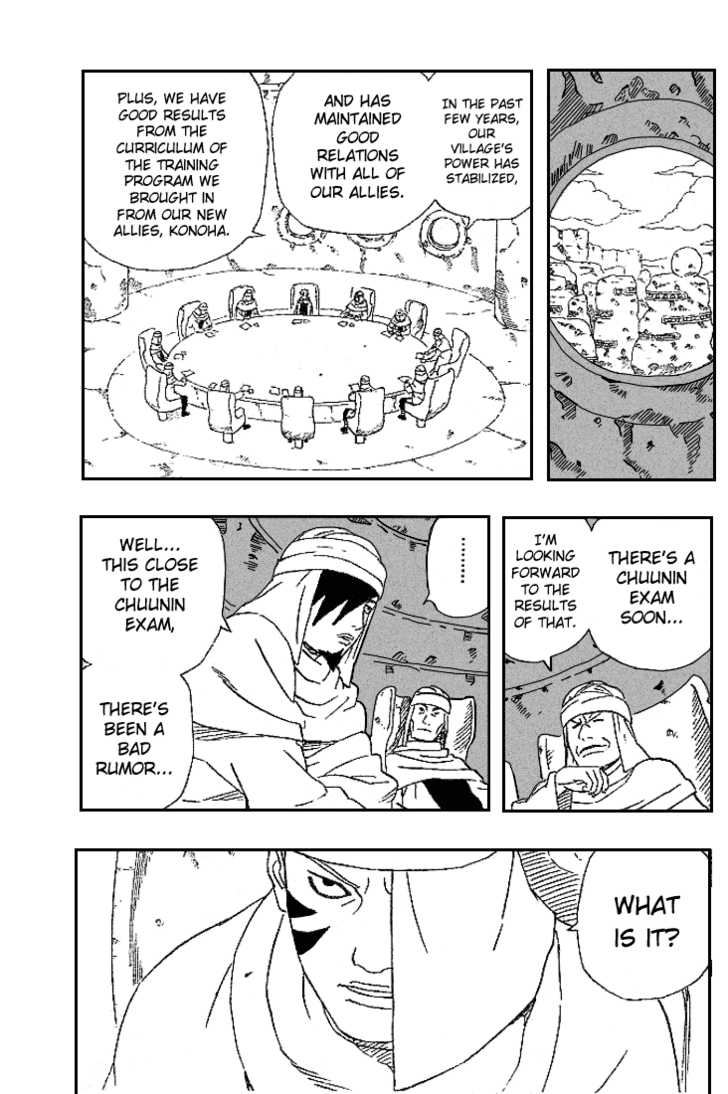 IN THE PAST
FEW YEARS,
OUR
VILLAGE'S
POWER HAS
STABILIZED,
AND HAS
MAINTAINED
GOOD
RELATIONS
WITH ALL OF
OUR ALLIES.
PLUS, WE HAVE
GOOD RESULTS
FROM THE
CURRICULUM OF
THE TRAINING
PROGRAM WE
BROUGHT IN
FROM OUR NEW
ALLIES, KONOHA.
THERE'S A
CHUUNIN
EXAM
SOON...
I'M
LOOKING
FORWARD
TO THE
RESULTS
OF THAT.
.........
WELL...
THIS CLOSE
TO THE
CHUUNIN
EXAM,
THERE'S
BEEN A
BAD
RUMOR...
WHAT
IS IT?